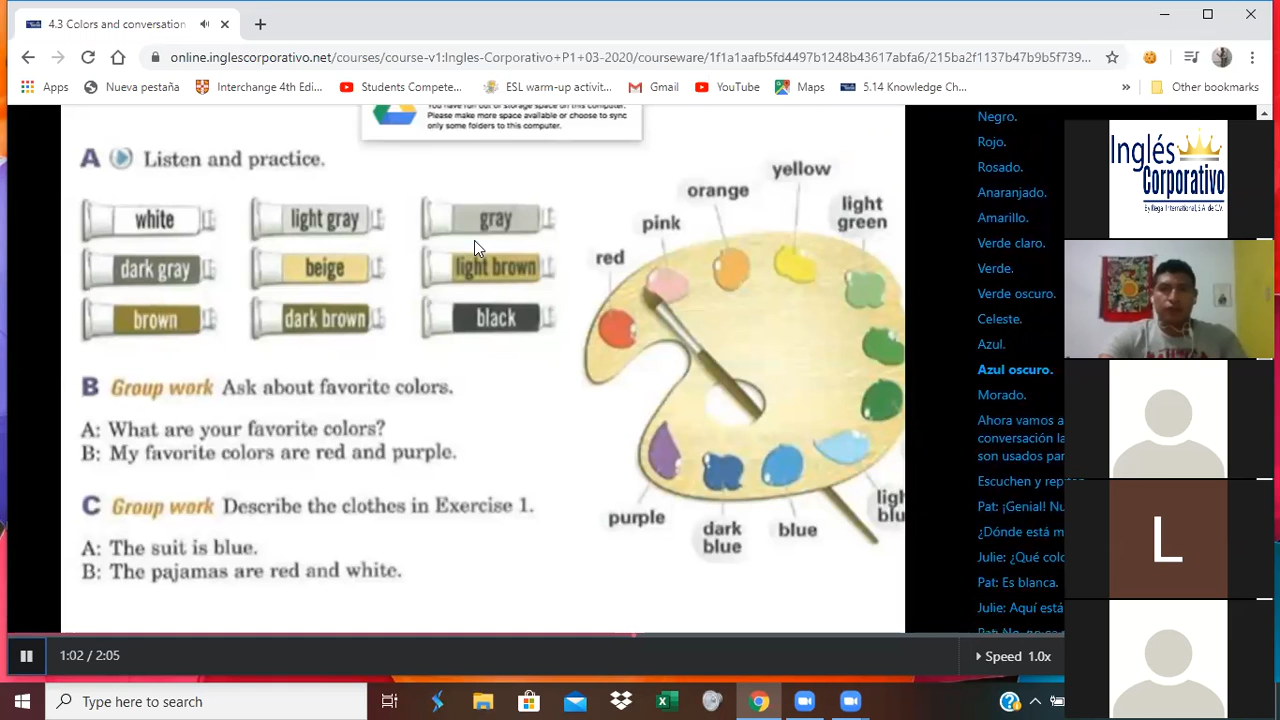 4.3 Colors and conversation
online.inglescorporativo.net/courses/course-v1:Ingles-Corporativo+P1+03-2020/courseware/1f1a1aafb5fd4497b1248b43617abfa6/215ba2f1137b47b9b5f739...
Apps
Nueva pestaña
Interchange 4th Edi...
Students Compete...
ESL warm-up activit...
Gmail
YouTube
Maps
5.14 Knowledge Ch...
»
Other bookmarks
You have run out of storage space on this computer.
Please make more space available or choose to sync
only some folders to this computer.
A Listen and practice.
white
light gray
gray
dark gray
beige
light brown
brown
dark brown
black
red
pink
orange
yellow
light
green
purple
dark
blue
blue
B Group work Ask about favorite colors.
A: What are your favorite colors?
B: My favorite colors are red and purple.
C Group work Describe the clothes in Exercise 1.
A: The suit is blue.
B: The pajamas are red and white.
Negro.
Rojo.
Rosado.
Anaranjado.
Amarillo.
Verde claro.
Verde.
Verde oscuro.
Celeste.
Azul.
Azul oscuro.
Morado.
Ahora vamos a
conversación la
son usados par
Escuchen y rep
Pat: ¡Genial! Nu
¿Dónde está m
Julie: ¿Qué colo
Pat: Es blanca.
Julie: Aquí está
Inglés
Corporativo
L
1:02 / 2:05
Speed 1.0x
Type here to search